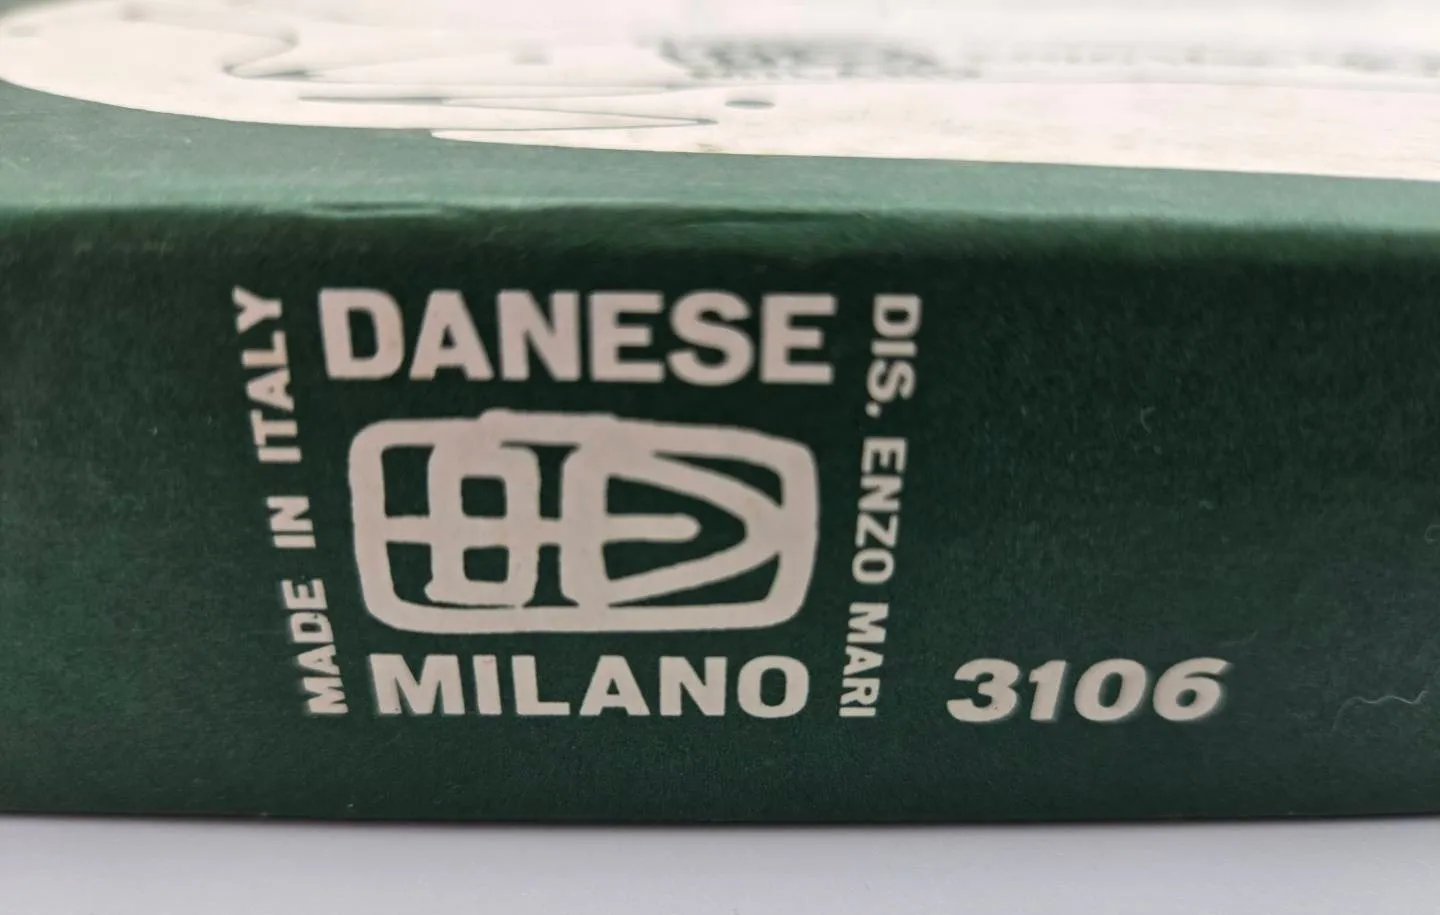 MADE IN ITALY
DANESE
MILANO
DIS. ENZO MARI
3106